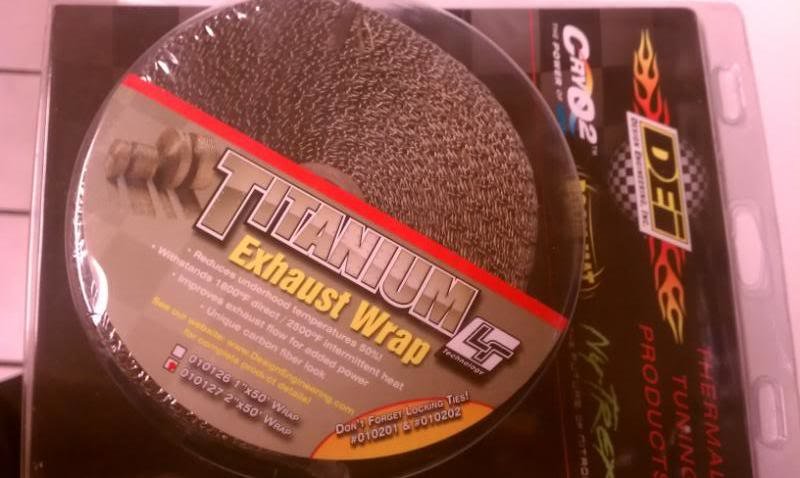 TITANIUM
LT
Technology
Exhaust Wrap
• Reduces underhood temperatures 50%!
• Withstands 1800°F direct / 2500°F intermittent heat
• Improves exhaust flow for added power
• Unique carbon fiber look
See our website: www.DesignEngineering.com
for complete product details!
010126 1"x50' WRAP
010127 2"x50' WRAP
DON'T FORGET LOCKING TIES!
#010201 & #010202
CRYO2™
THE POWER OF
DEI
DESIGN ENGINEERING, INC.
THERMAL
TUNING
PRODUCTS